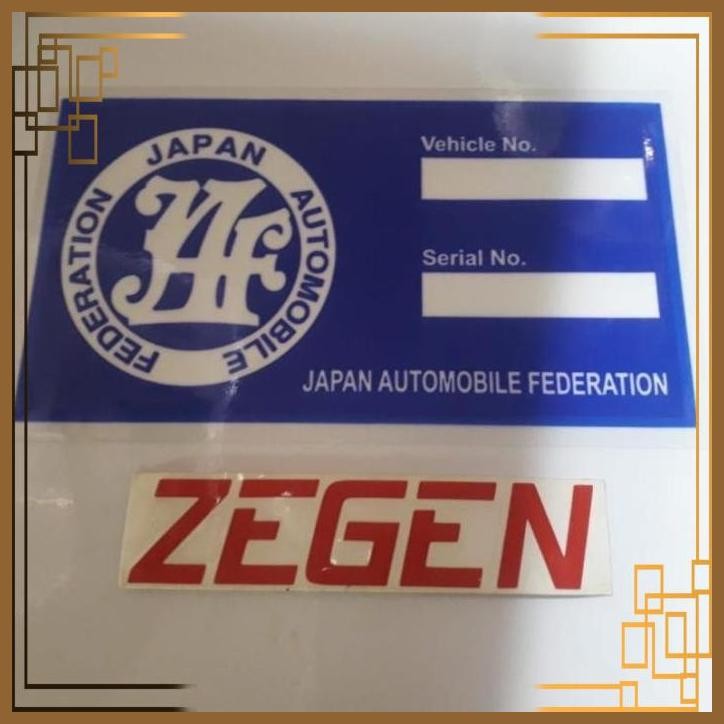 JAPAN AUTOMOBILE FEDERATION
JAF
Vehicle No.
Serial No.
JAPAN AUTOMOBILE FEDERATION
ZEGEN